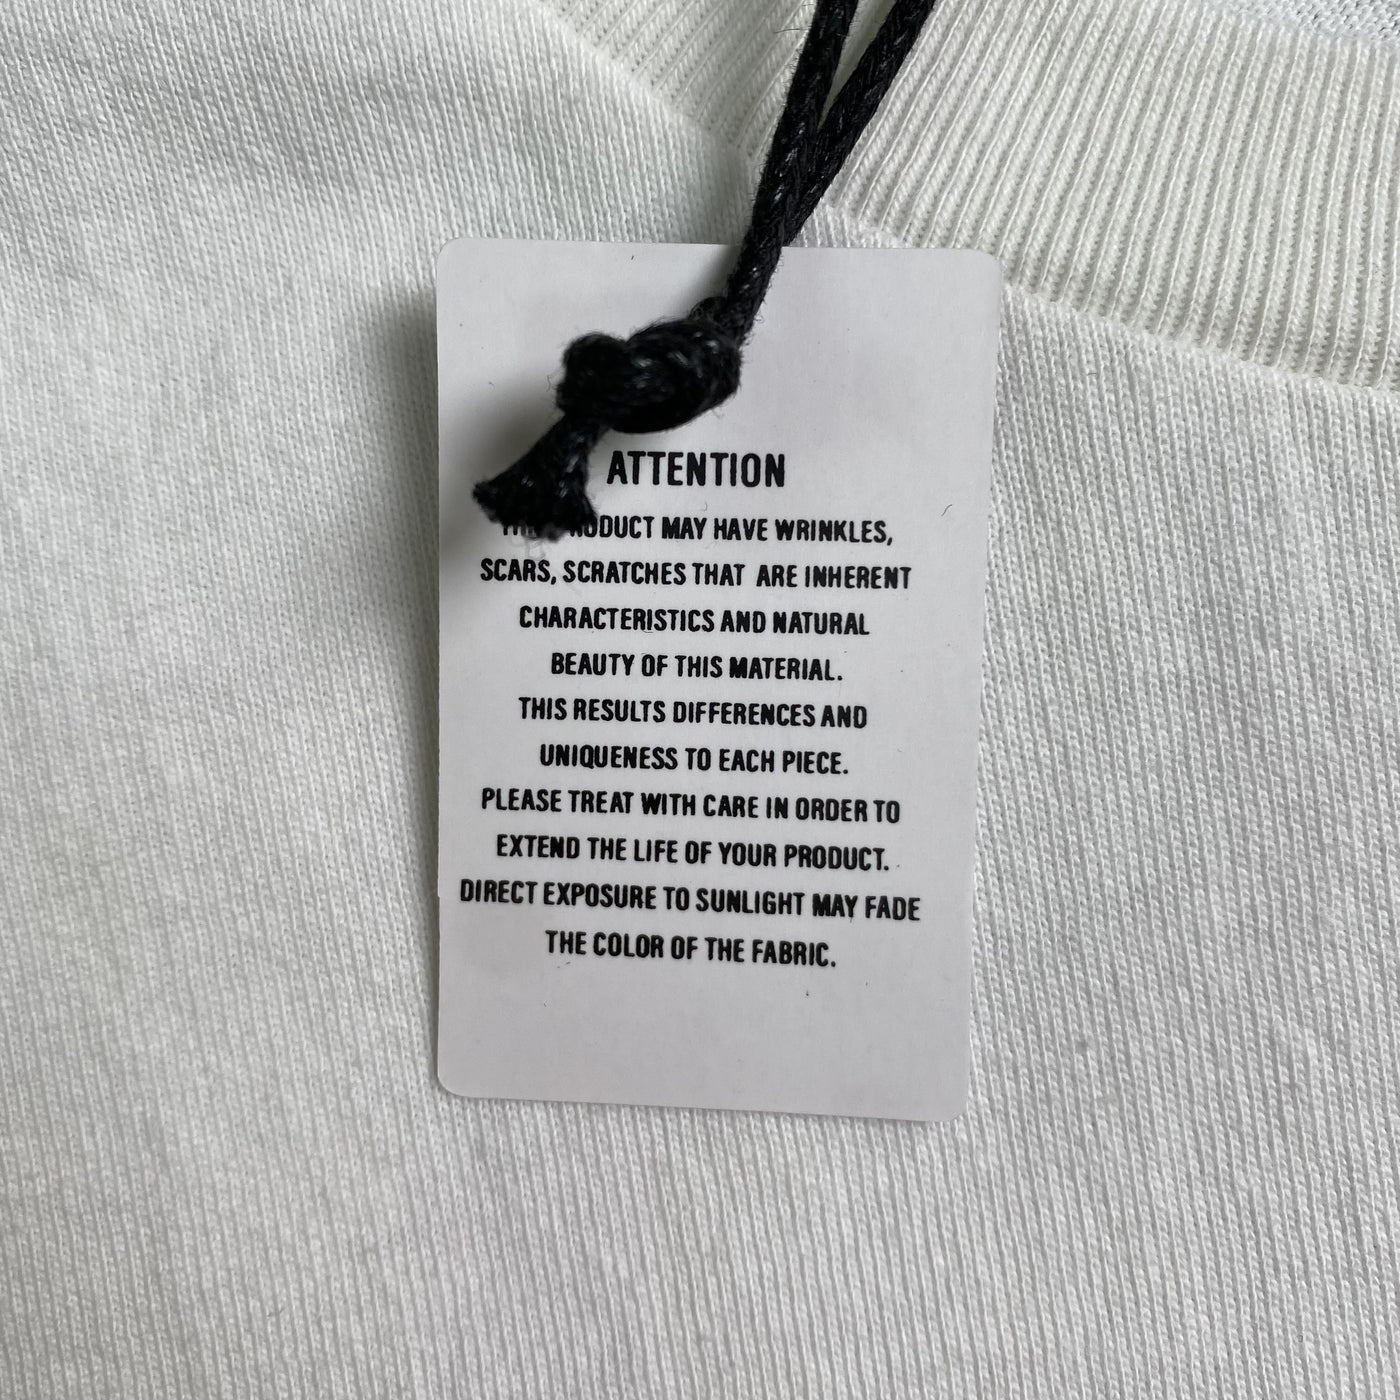 ATTENTION
PRODUCT MAY HAVE WRINKLES,
SCARS, SCRATCHES THAT ARE INHERENT
CHARACTERISTICS AND NATURAL
BEAUTY OF THIS MATERIAL.
THIS RESULTS DIFFERENCES AND
UNIQUENESS TO EACH PIECE.
PLEASE TREAT WITH CARE IN ORDER TO
EXTEND THE LIFE OF YOUR PRODUCT.
DIRECT EXPOSURE TO SUNLIGHT MAY FADE
THE COLOR OF THE FABRIC.